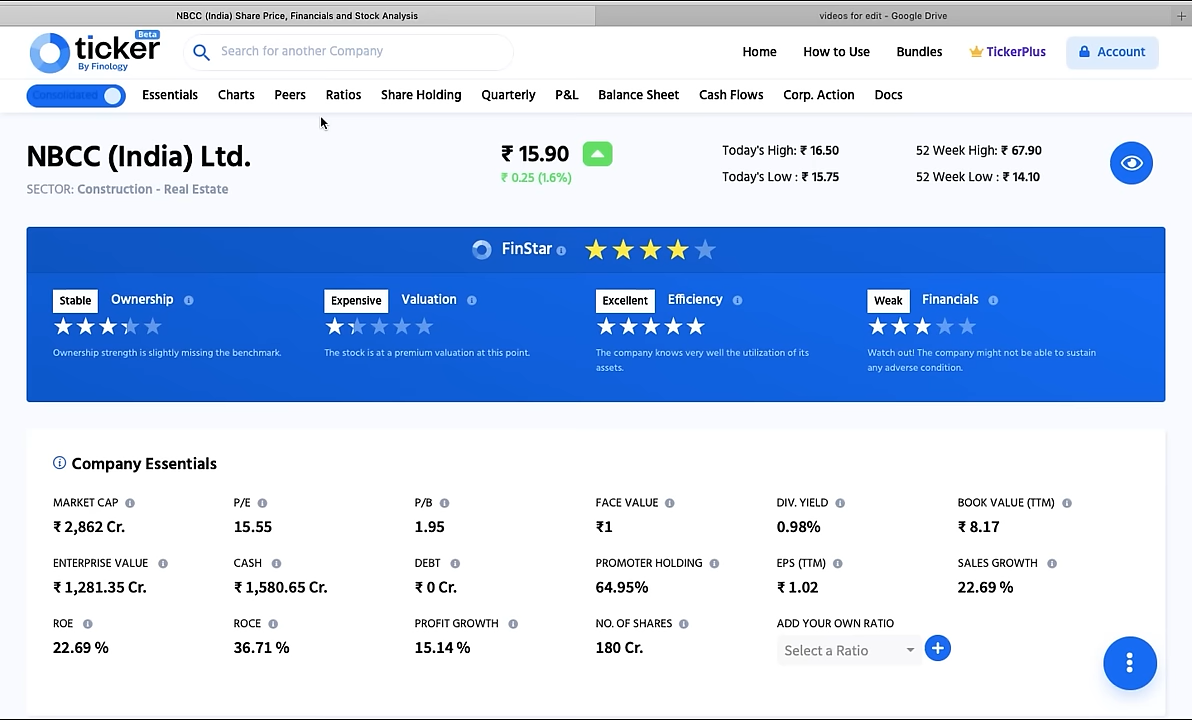 NBCC (India) Share Price, Financials and Stock Analysis
videos for edit - Google Drive
ticker Beta
By Finology
Search for another Company
Home How to Use Bundles TickerPlus Account
Consolidated Essentials Charts Peers Ratios Share Holding Quarterly P&L Balance Sheet Cash Flows Corp. Action Docs
NBCC (India) Ltd.
SECTOR: Construction - Real Estate
₹ 15.90
₹ 0.25 (1.6%)
Today's High: ₹ 16.50 52 Week High: ₹ 67.90
Today's Low : ₹ 15.75 52 Week Low : ₹ 14.10
FinStar
Stable Ownership
Ownership strength is slightly missing the benchmark.
Expensive Valuation
The stock is at a premium valuation at this point.
Excellent Efficiency
The company knows very well the utilization of its
assets.
Weak Financials
Watch out! The company might not be able to sustain
any adverse condition.
Company Essentials
MARKET CAP P/E P/B FACE VALUE DIV. YIELD BOOK VALUE (TTM)
₹ 2,862 Cr. 15.55 1.95 ₹1 0.98% ₹ 8.17
ENTERPRISE VALUE CASH DEBT PROMOTER HOLDING EPS (TTM) SALES GROWTH
₹ 1,281.35 Cr. ₹ 1,580.65 Cr. ₹ 0 Cr. 64.95% ₹ 1.02 22.69 %
ROE ROCE PROFIT GROWTH NO. OF SHARES ADD YOUR OWN RATIO
22.69 % 36.71 % 15.14 % 180 Cr. Select a Ratio